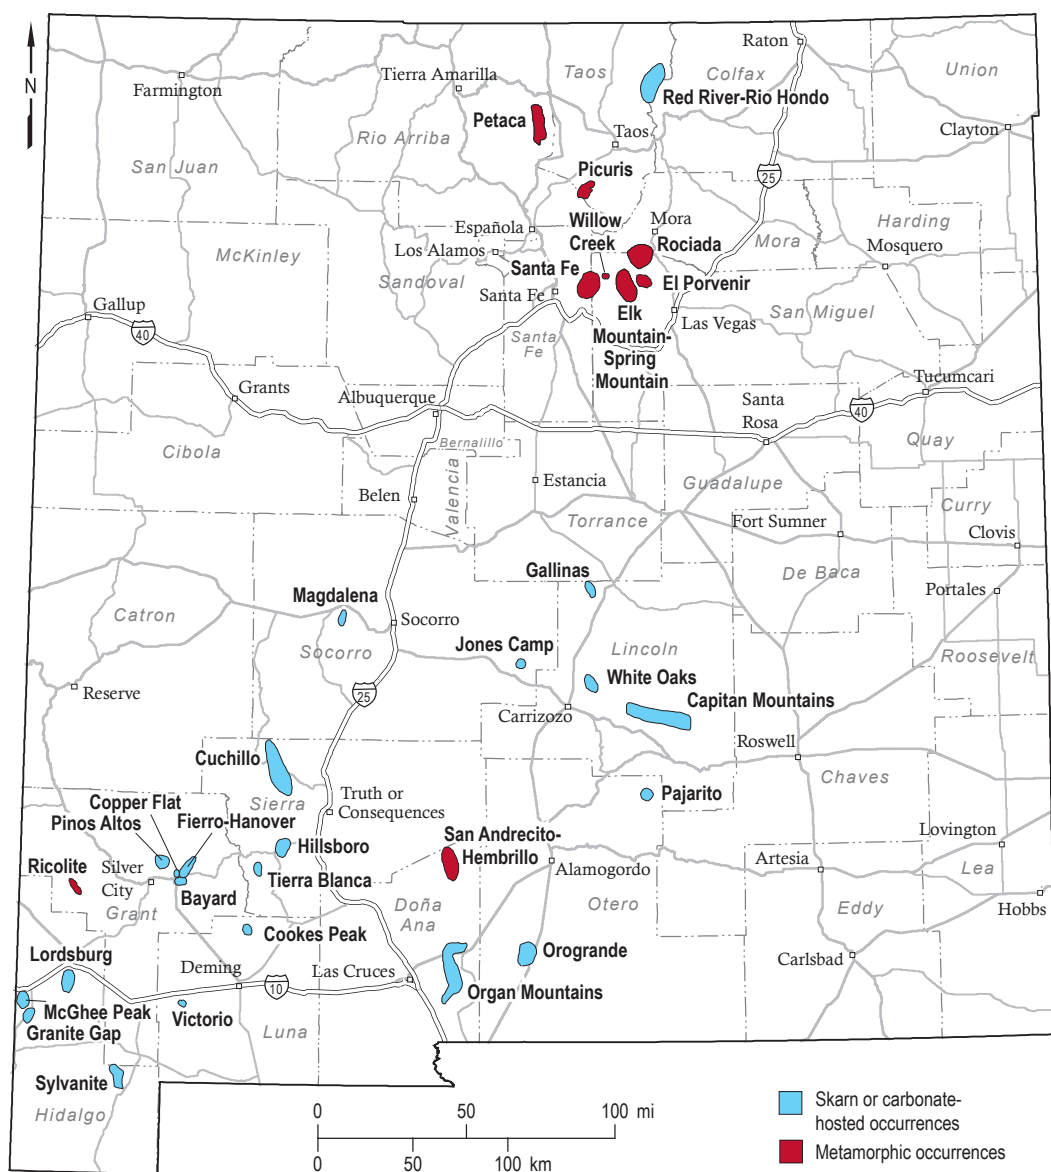 N
Raton
Union
Taos
Colfax
Tierra Amarilla
Farmington
Red River-Rio Hondo
Petaca
Clayton
Rio Arriba
Taos
San Juan
Picuris
25
Willow
Creek
Mora
Harding
Española
Rociada
Mora
Mosquero
McKinley
Los Alamos
Sandoval
Santa Fe
El Porvenir
Santa Fe
Elk
Mountain-
Spring
Mountain
Las Vegas
San Miguel
Gallup
40
Santa
Fe
Grants
Albuquerque
Tucumcari
Santa
Rosa
40
Bernalillo
Quay
Cibola
Valencia
Estancia
Guadalupe
Belen
Curry
Torrance
Fort Sumner
Clovis
Gallinas
De Baca
Magdalena
Portales
Catron
Socorro
Jones Camp
Lincoln
Socorro
Roosevelt
Reserve
White Oaks
25
Capitan Mountains
Carrizozo
Roswell
Cuchillo
Chaves
Sierra
Pajarito
Truth or
Consequences
Copper Flat
Pinos Altos
Fierro-Hanover
San Andrecito-
Hembrillo
Lovington
Hillsboro
Ricolite
Silver
City
Tierra Blanca
Alamogordo
Artesia
Lea
Bayard
Grant
Doña
Ana
Otero
Eddy
Hobbs
Cookes Peak
Lordsburg
Orogrande
Carlsbad
Deming
Las Cruces
10
Organ Mountains
McGhee Peak
Granite Gap
Victorio
Luna
Sylvanite
Hidalgo
0 50 100 mi
0 50 100 km
Skarn or carbonate-
hosted occurrences
Metamorphic occurrences